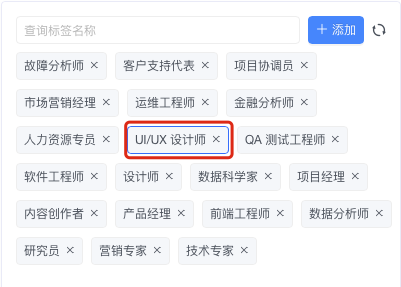 查询标签名称 + 添加
故障分析师 × 客户支持代表 × 项目协调员 ×
市场营销经理 × 运维工程师 × 金融分析师 ×
人力资源专员 × UI/UX 设计师 × QA 测试工程师 ×
软件工程师 × 设计师 × 数据科学家 × 项目经理 ×
内容创作者 × 产品经理 × 前端工程师 × 数据分析师 ×
研究员 × 营销专家 × 技术专家 ×